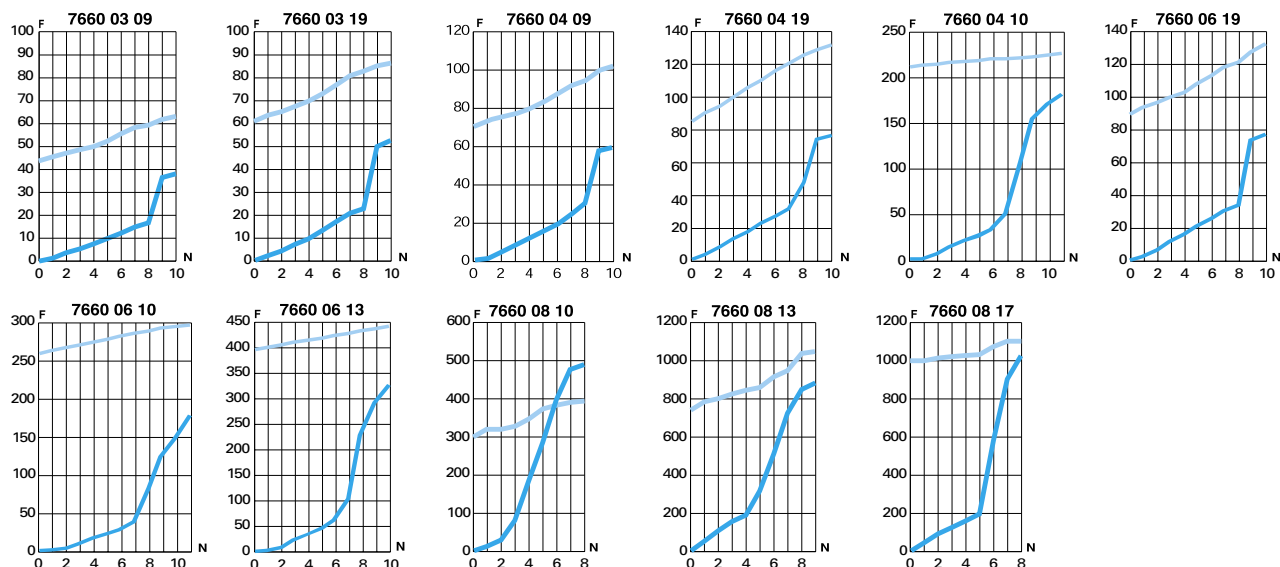 F 7660 03 09
100
90
80
70
60
50
40
30
20
10
0
N
0 2 4 6 8 10
F 7660 03 19
100
90
80
70
60
50
40
30
20
10
0
N
0 2 4 6 8 10
F 7660 04 09
120
100
80
60
40
20
0
N
0 2 4 6 8 10
F 7660 04 19
140
120
100
80
60
40
20
0
N
0 2 4 6 8 10
F 7660 04 10
250
200
150
100
50
0
N
0 2 4 6 8 10
F 7660 06 19
140
120
100
80
60
40
20
0
N
0 2 4 6 8 10
F 7660 06 10
300
250
200
150
100
50
0
N
0 2 4 6 8 10
F 7660 06 13
450
400
350
300
250
200
150
100
50
0
N
0 2 4 6 8 10
F 7660 08 10
600
500
400
300
200
100
0
N
0 2 4 6 8
F 7660 08 13
1200
1000
800
600
400
200
0
N
0 2 4 6 8
F 7660 08 17
1200
1000
800
600
400
200
0
N
0 2 4 6 8